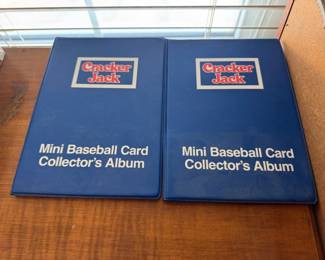 Cracker
Jack
Mini Baseball Card
Collector's Album
Cracker
Jack
Mini Baseball Card
Collector's Album